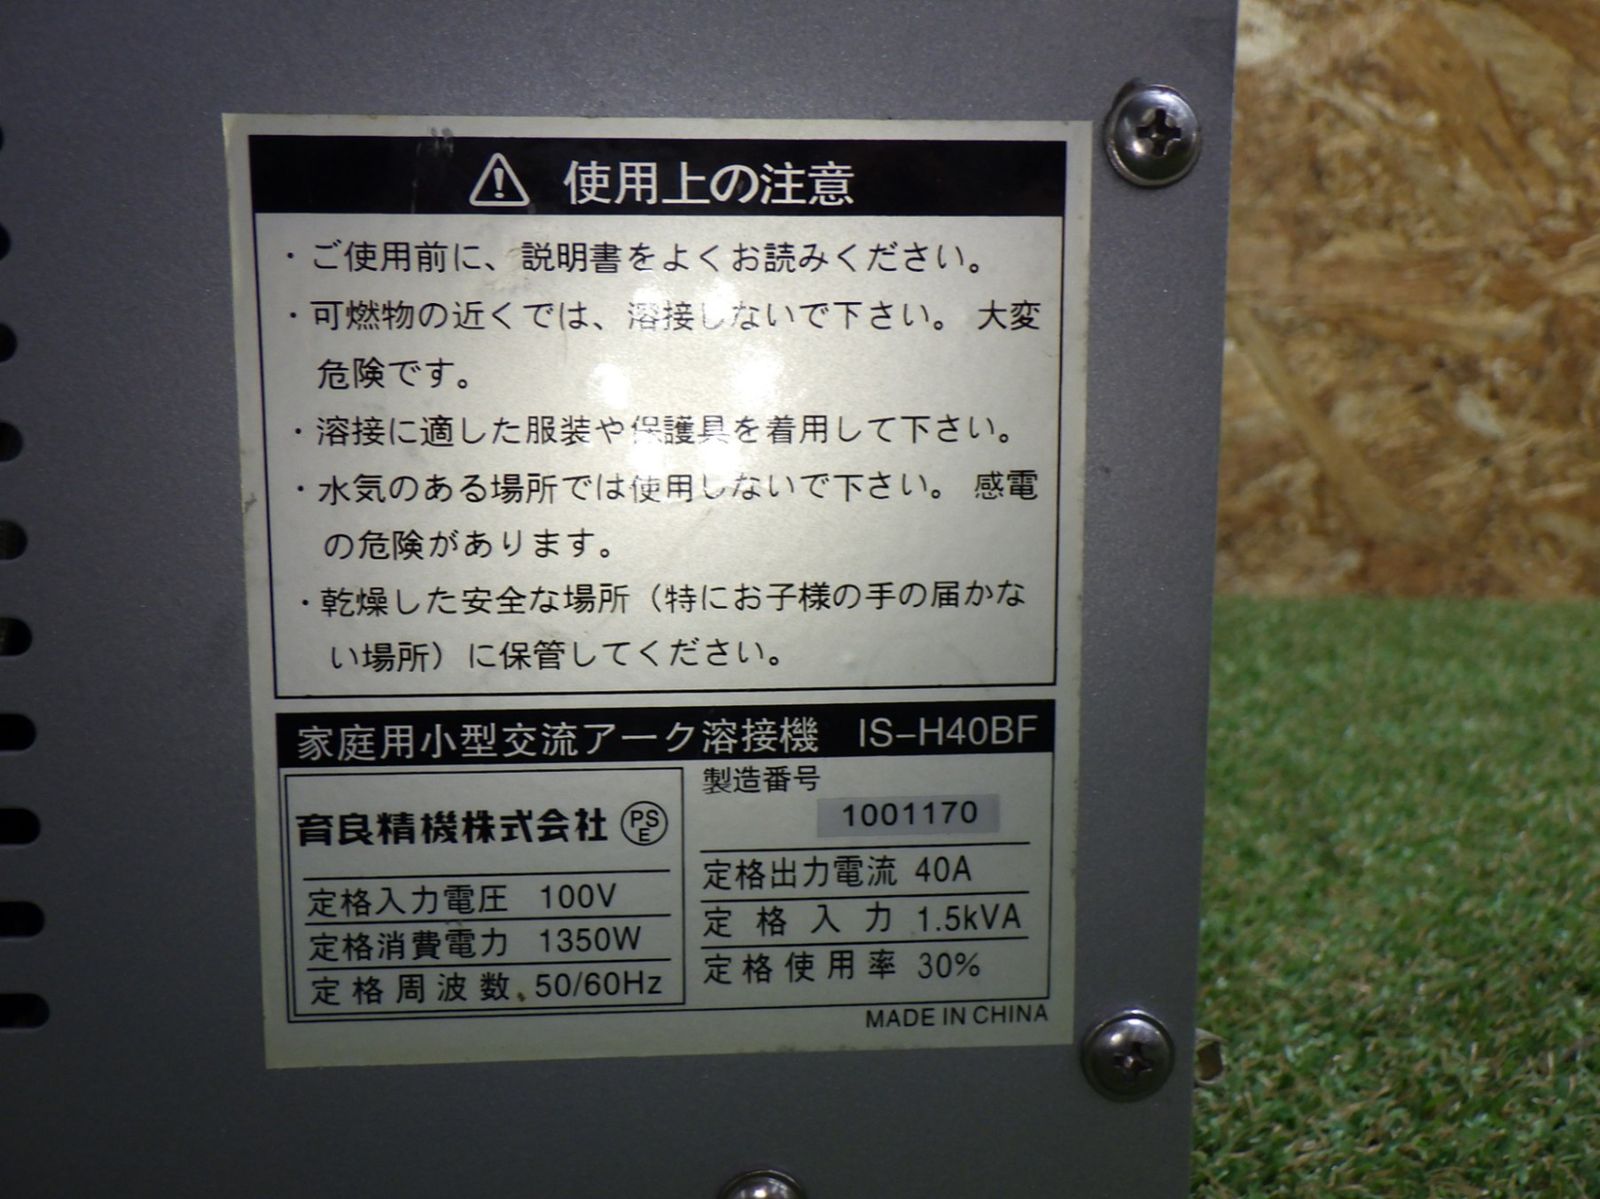 使用上の注意
・ご使用前に、説明書をよくお読みください。
・可燃物の近くでは、溶接しないで下さい。 大変
危険です。
・溶接に適した服装や保護具を着用して下さい。
・水気のある場所では使用しないで下さい。 感電
の危険があります。
・乾燥した安全な場所（特にお子様の手の届かな
い場所）に保管してください。
家庭用小型交流アーク溶接機 IS-H40BF
育良精機株式会社 PSE
定格入力電圧 100V
定格消費電力 1350W
定格周波数 50/60Hz
製造番号
1001170
定格出力電流 40A
定格入力 1.5kVA
定格使用率 30%
MADE IN CHINA